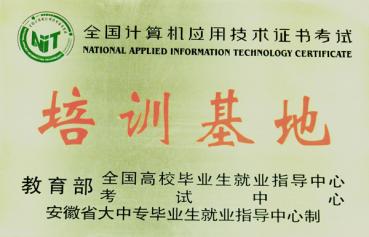 全国计算机应用技术证书考试
NATIONAL APPLIED INFORMATION TECHNOLOGY CERTIFICATE
NIT
培训基地
教育部 全国高校毕业生就业指导中心
考试中心
安徽省大中专毕业生就业指导中心制